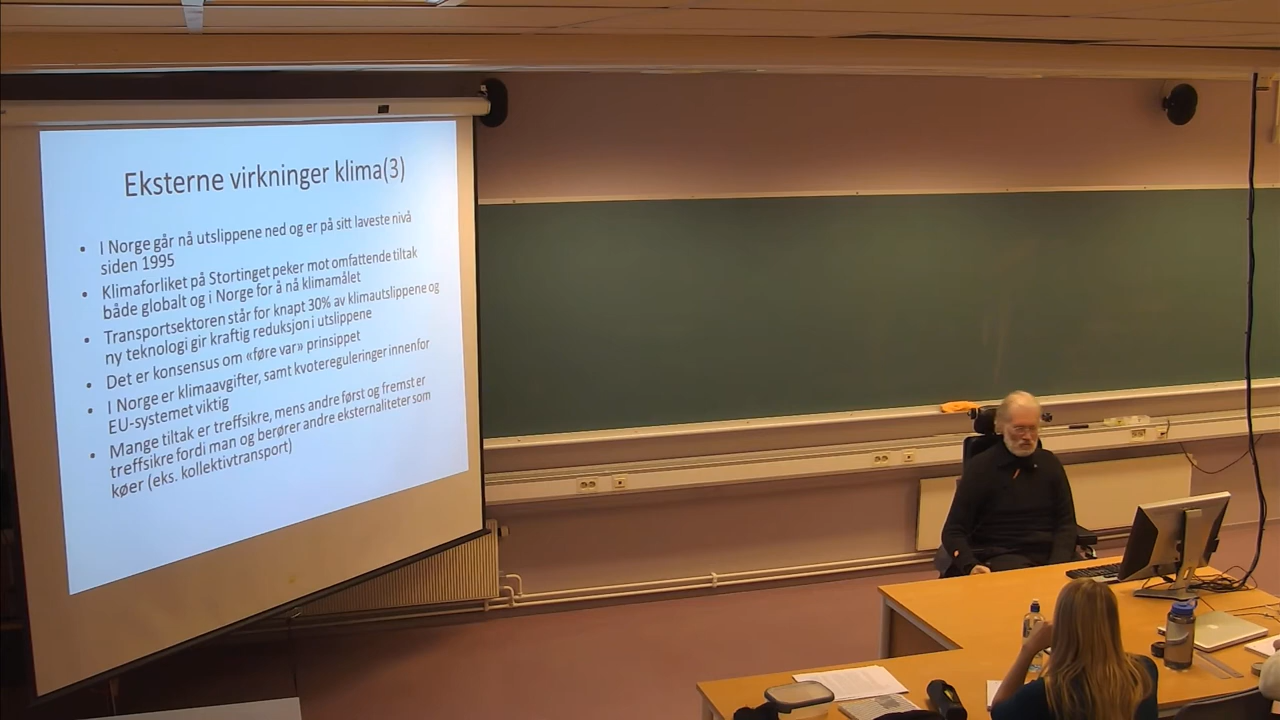 Eksterne virkninger klima(3)
• I Norge går nå utslippene ned og er på sitt laveste nivå
siden 1995
• Klimaforliket på Stortinget peker mot omfattende tiltak
både globalt og i Norge for å nå klimamålet
• Transportsektoren står for knapt 30% av klimautslippene og
ny teknologi gir kraftig reduksjon i utslippene
• Det er konsensus om «føre var» prinsippet
• I Norge er klimaavgifter, samt kvotereguleringer innenfor
EU-systemet viktig
• Mange tiltak er treffsikre, mens andre først og fremst er
treffsikre fordi man og berører andre eksternaliteter som
køer (eks. kollektivtransport)